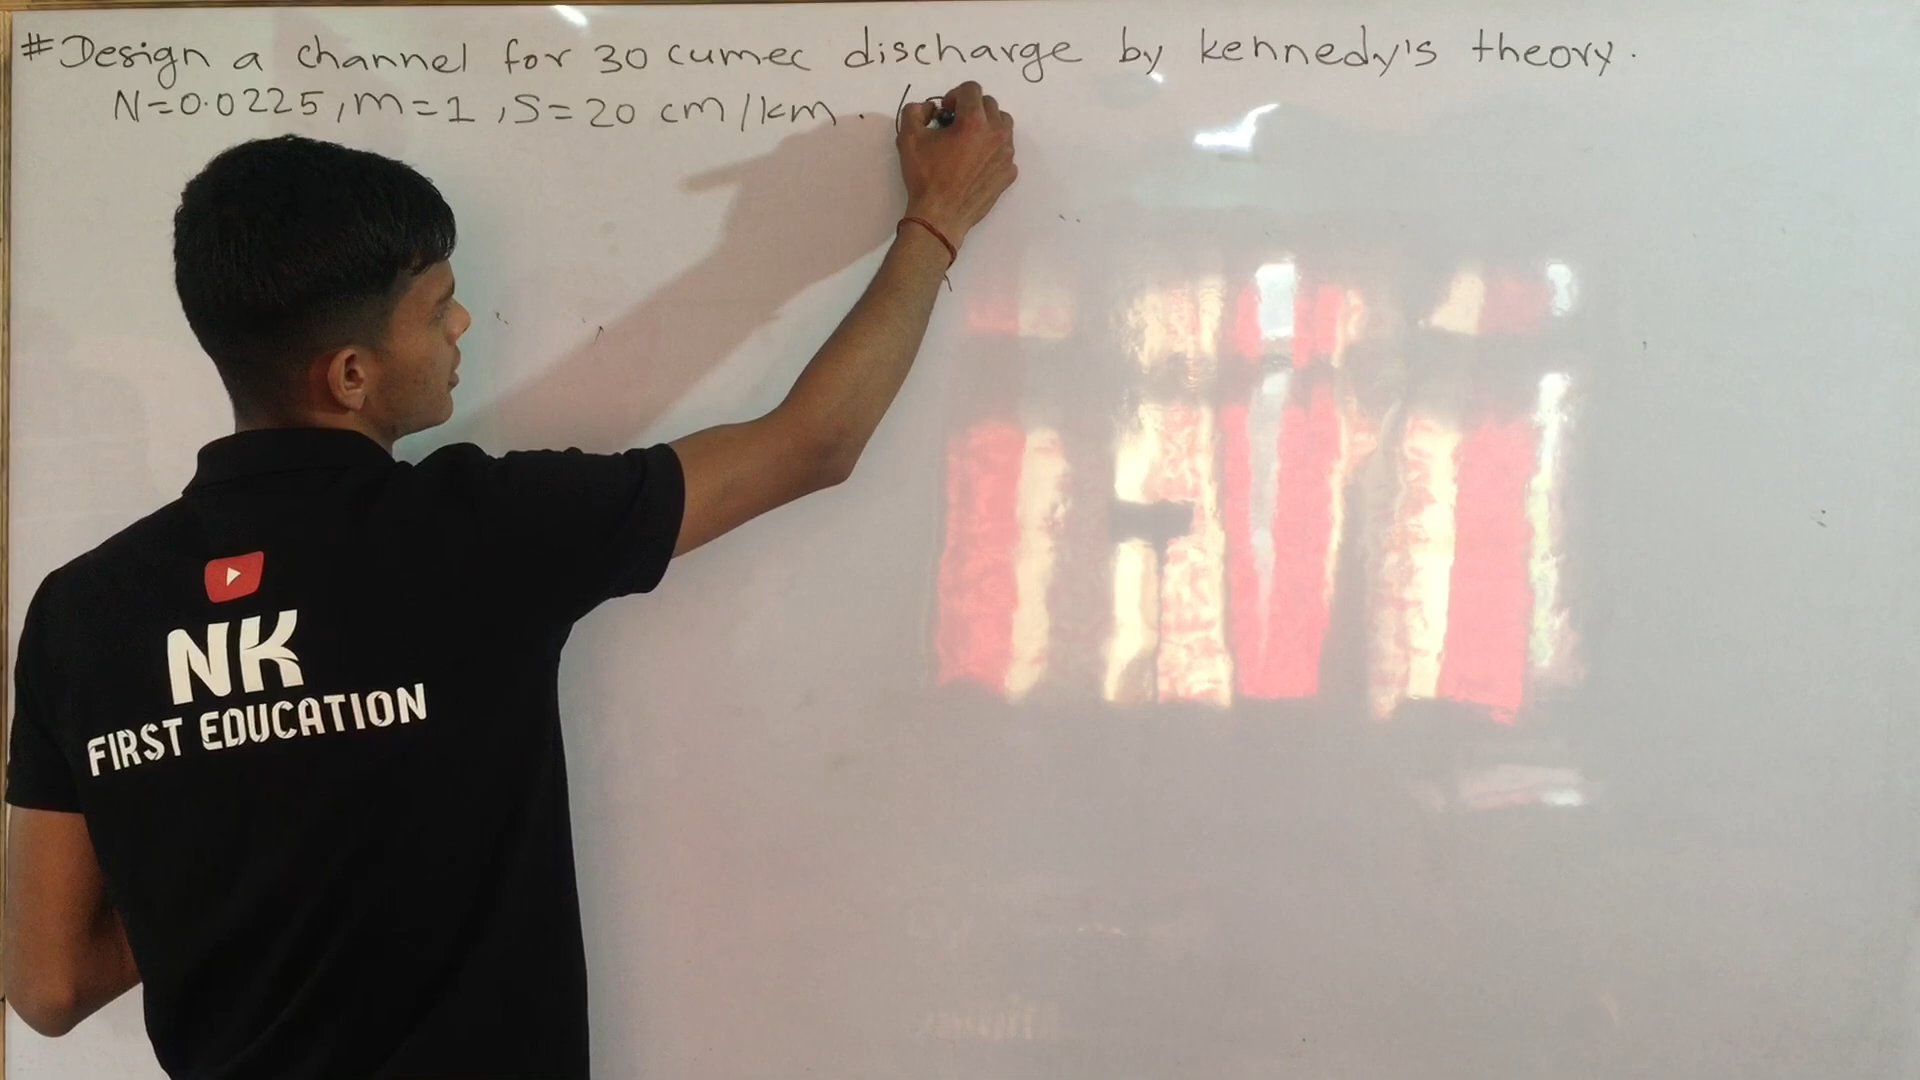 # Design a channel for 30 cumec discharge by kennedy's theory.
N=0.0225, m=1, S=20 cm/km. (
NK
FIRST EDUCATION